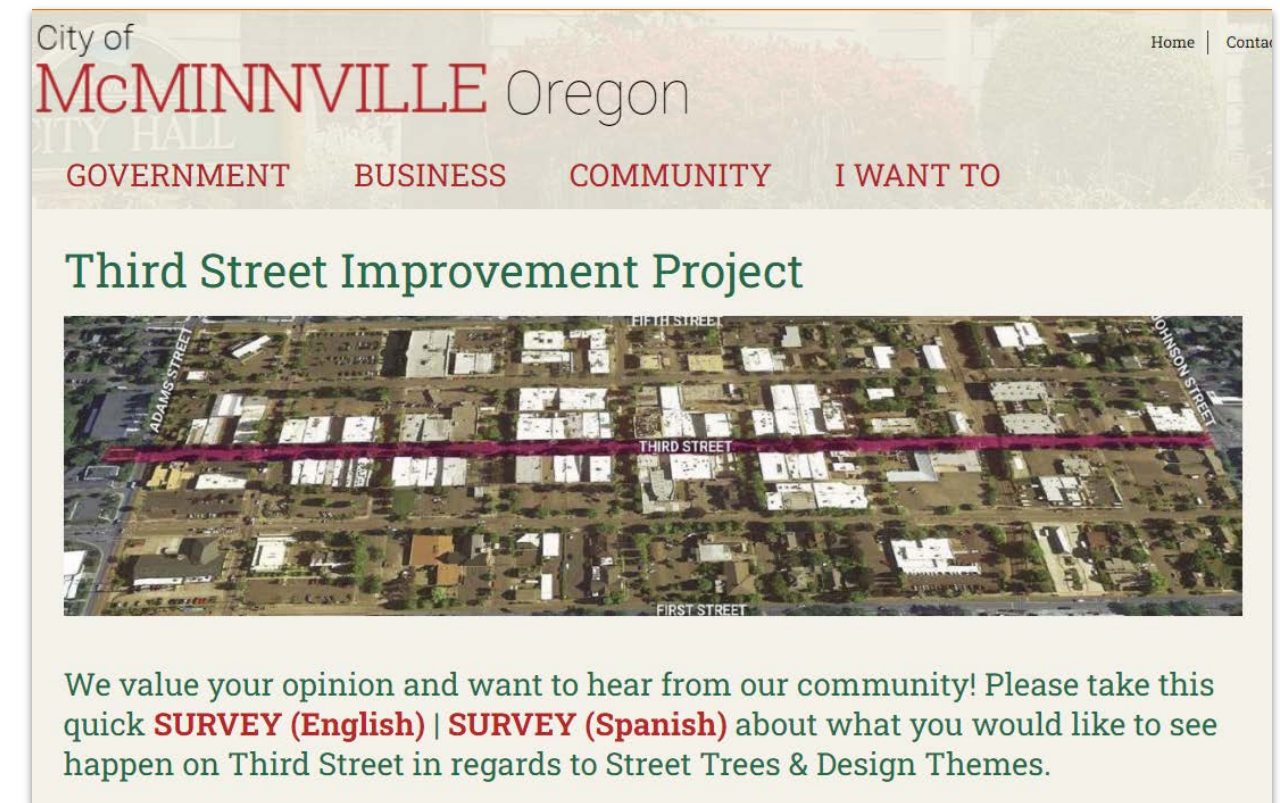 City of
McMINNVILLE Oregon
Home | Contac
CITY HALL
GOVERNMENT BUSINESS COMMUNITY I WANT TO
Third Street Improvement Project
FIFTH STREET
ADAMS STREET
JOHNSON STREET
THIRD STREET
FIRST STREET
We value your opinion and want to hear from our community! Please take this
quick SURVEY (English) | SURVEY (Spanish) about what you would like to see
happen on Third Street in regards to Street Trees & Design Themes.